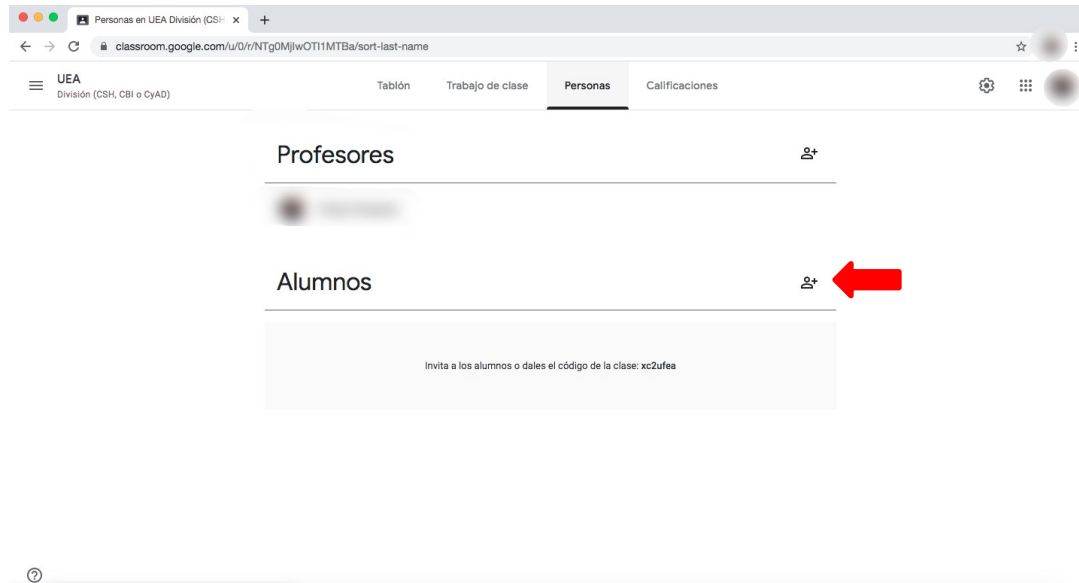 Personas en UEA División (CSH
classroom.google.com/u/0/r/NTg0MjIwOTI1MTBa/sort-last-name
UEA
División (CSH, CBI o CyAD)
Tablón Trabajo de clase Personas Calificaciones
Profesores
Alumnos
Invita a los alumnos o dales el código de la clase: xc2ufea